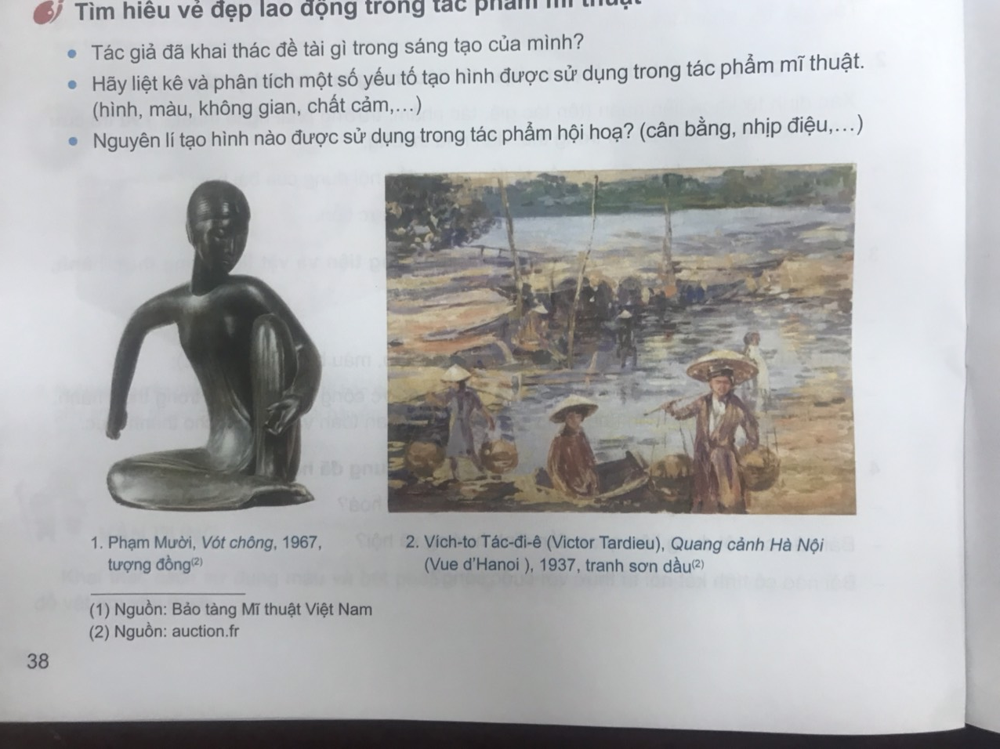 Tìm hiểu vẻ đẹp lao động trong tác phẩm mĩ thuật
• Tác giả đã khai thác đề tài gì trong sáng tạo của mình?
• Hãy liệt kê và phân tích một số yếu tố tạo hình được sử dụng trong tác phẩm mĩ thuật.
(hình, màu, không gian, chất cảm,...)
• Nguyên lí tạo hình nào được sử dụng trong tác phẩm hội hoạ? (cân bằng, nhịp điệu,...)
1. Phạm Mười, Vót chông, 1967,
tượng đồng(2)
2. Vích-to Tác-đi-ê (Victor Tardieu), Quang cảnh Hà Nội
(Vue d'Hanoi ), 1937, tranh sơn dầu(2)
(1) Nguồn: Bảo tàng Mĩ thuật Việt Nam
(2) Nguồn: auction.fr
38